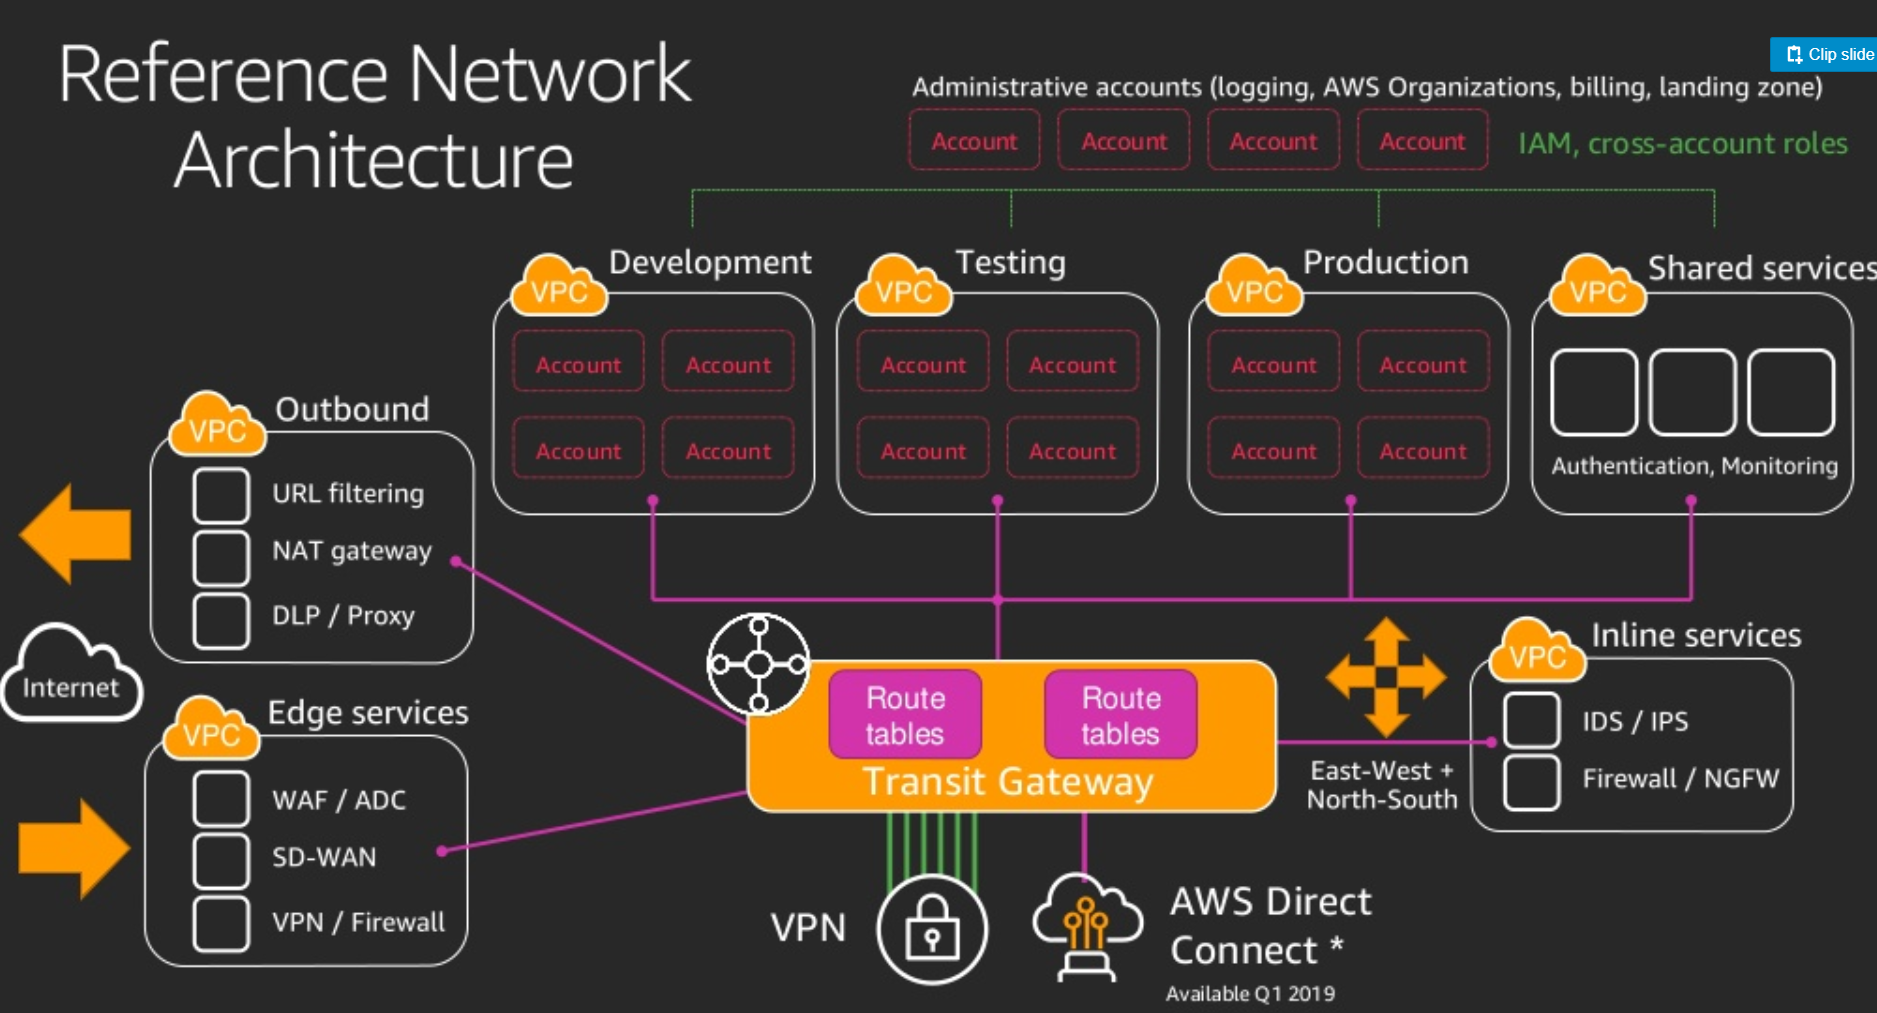 Reference Network
Architecture
Clip slide
Administrative accounts (logging, AWS Organizations, billing, landing zone)
Account Account Account Account IAM, cross-account roles
VPC Development
Account Account
Account Account
VPC Testing
Account Account
Account Account
VPC Production
Account Account
Account Account
VPC Shared services
Authentication, Monitoring
VPC Outbound
URL filtering
NAT gateway
DLP / Proxy
Internet
VPC Edge services
WAF / ADC
SD-WAN
VPN / Firewall
Route
tables
Route
tables
Transit Gateway
East-West +
North-South
VPC Inline services
IDS / IPS
Firewall / NGFW
VPN
AWS Direct
Connect *
Available Q1 2019